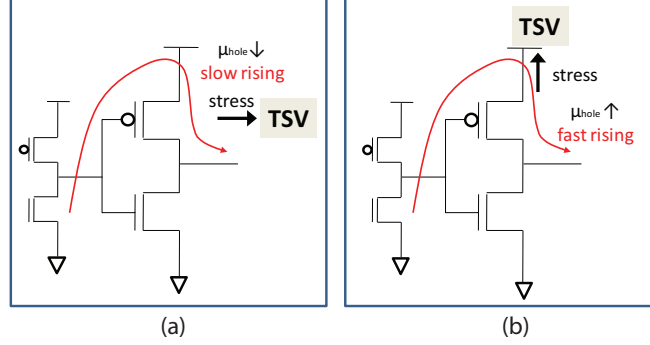 μhole ↓
slow rising
stress
TSV
(a)
TSV
stress
μhole ↑
fast rising
(b)